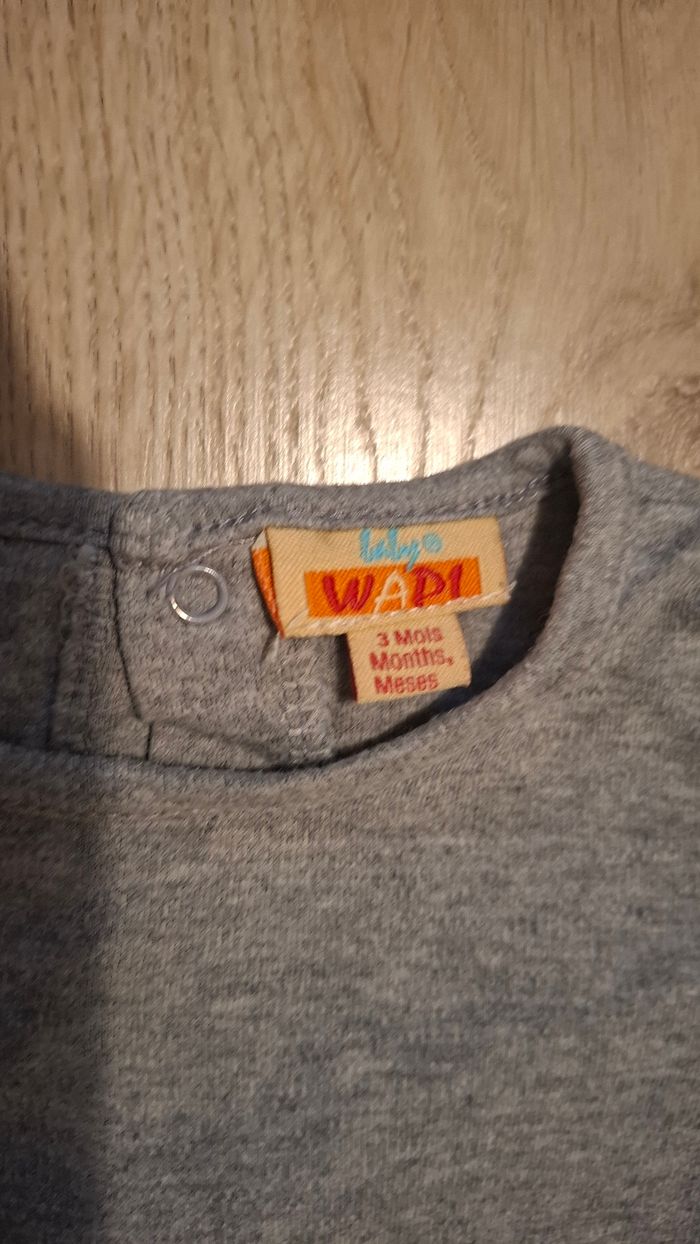 baby
WAPI
3 Mois
Months,
Meses